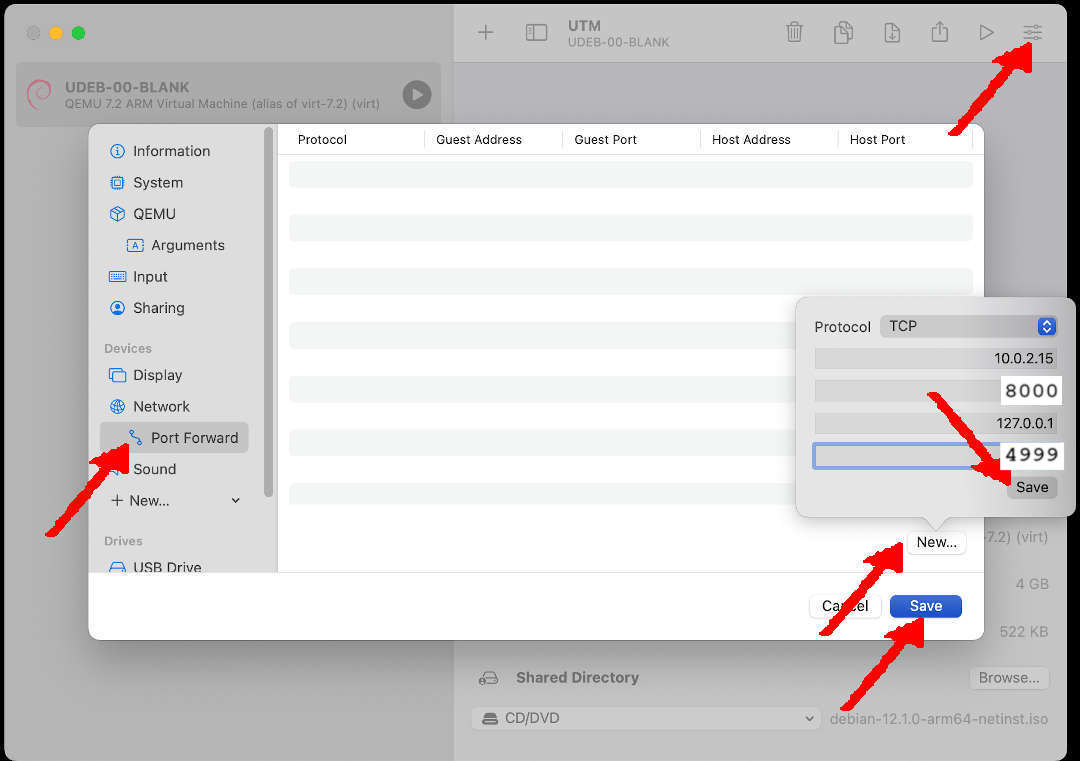 UTM
UDEB-00-BLANK
UDEB-00-BLANK
QEMU 7.2 ARM Virtual Machine (alias of virt-7.2) (virt)
Information
System
QEMU
A Arguments
Input
Sharing
Devices
Display
Network
Port Forward
Sound
New...
Drives
USB Drive
Protocol Guest Address Guest Port Host Address Host Port
Protocol TCP
10.0.2.15
8000
127.0.0.1
4999
Save
New...
Cancel Save
-7.2) (virt)
4 GB
522 KB
Shared Directory Browse...
CD/DVD debian-12.1.0-arm64-netinst.iso